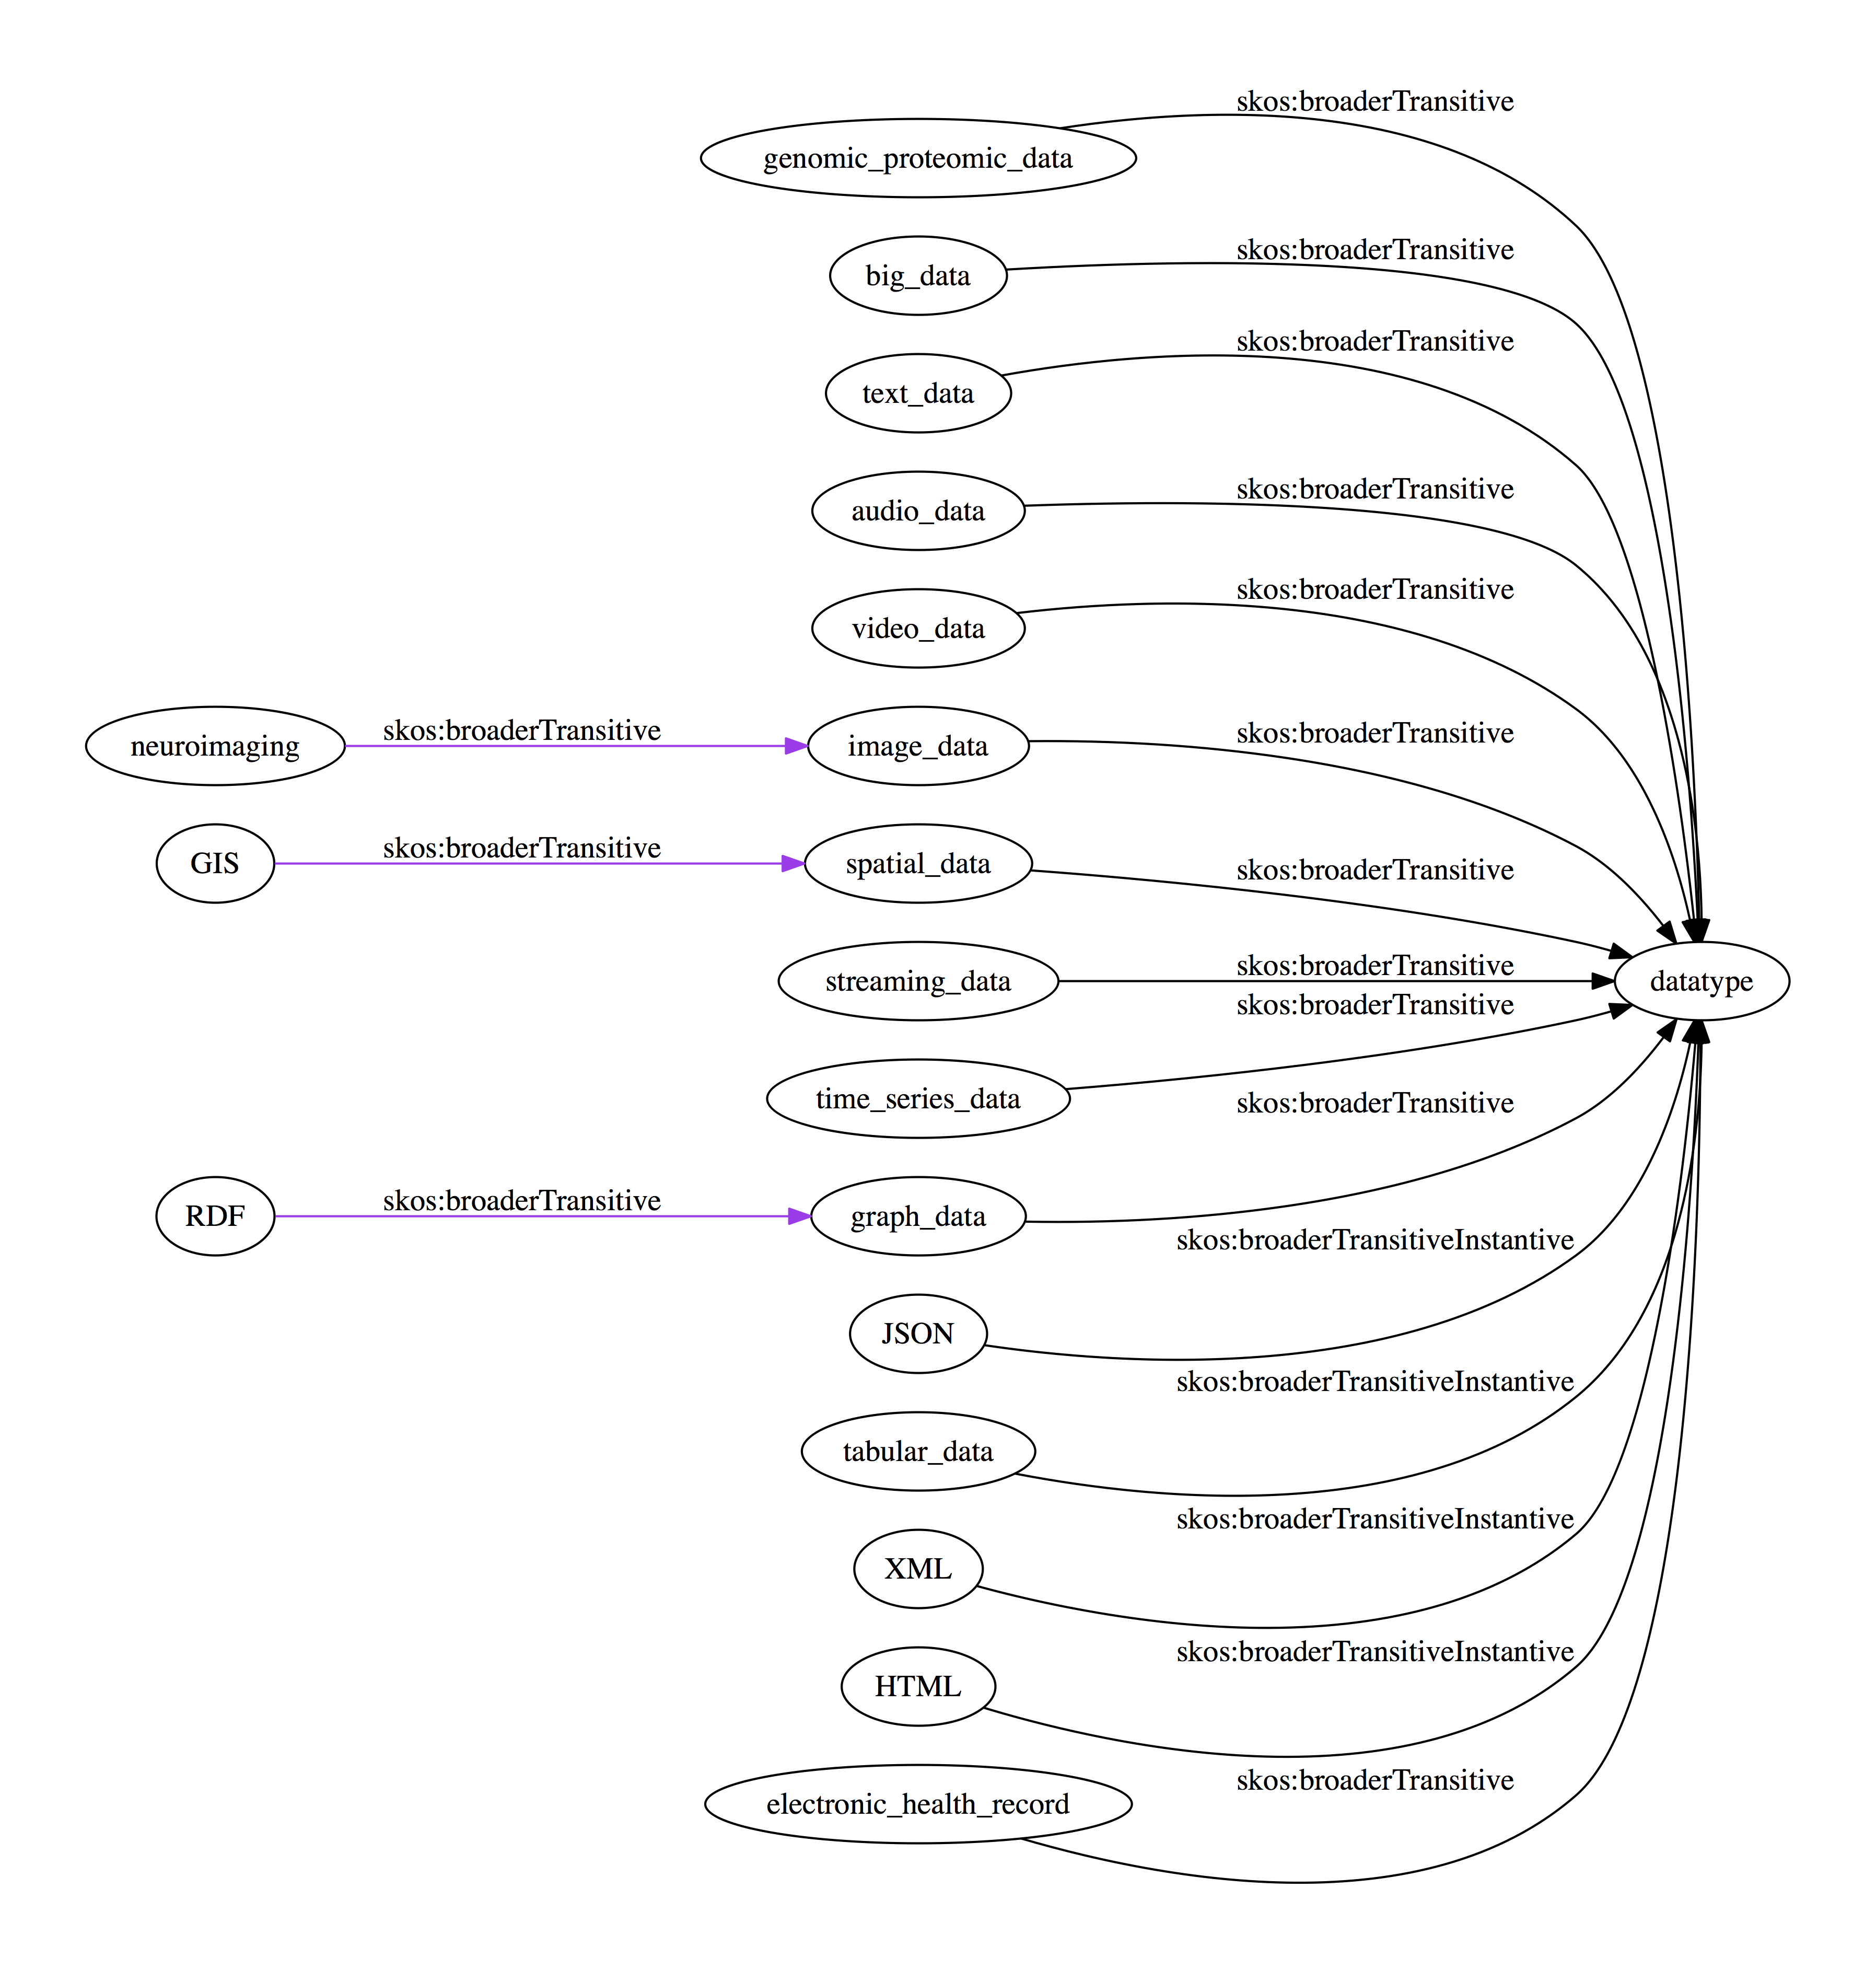 skos:broaderTransitive
genomic_proteomic_data
skos:broaderTransitive
big_data
skos:broaderTransitive
text_data
skos:broaderTransitive
audio_data
skos:broaderTransitive
video_data
neuroimaging
skos:broaderTransitive
image_data
skos:broaderTransitive
GIS
skos:broaderTransitive
spatial_data
skos:broaderTransitive
streaming_data
skos:broaderTransitive
datatype
skos:broaderTransitive
time_series_data
skos:broaderTransitive
RDF
skos:broaderTransitive
graph_data
skos:broaderTransitiveInstantive
JSON
skos:broaderTransitiveInstantive
tabular_data
skos:broaderTransitiveInstantive
XML
skos:broaderTransitiveInstantive
HTML
skos:broaderTransitive
electronic_health_record